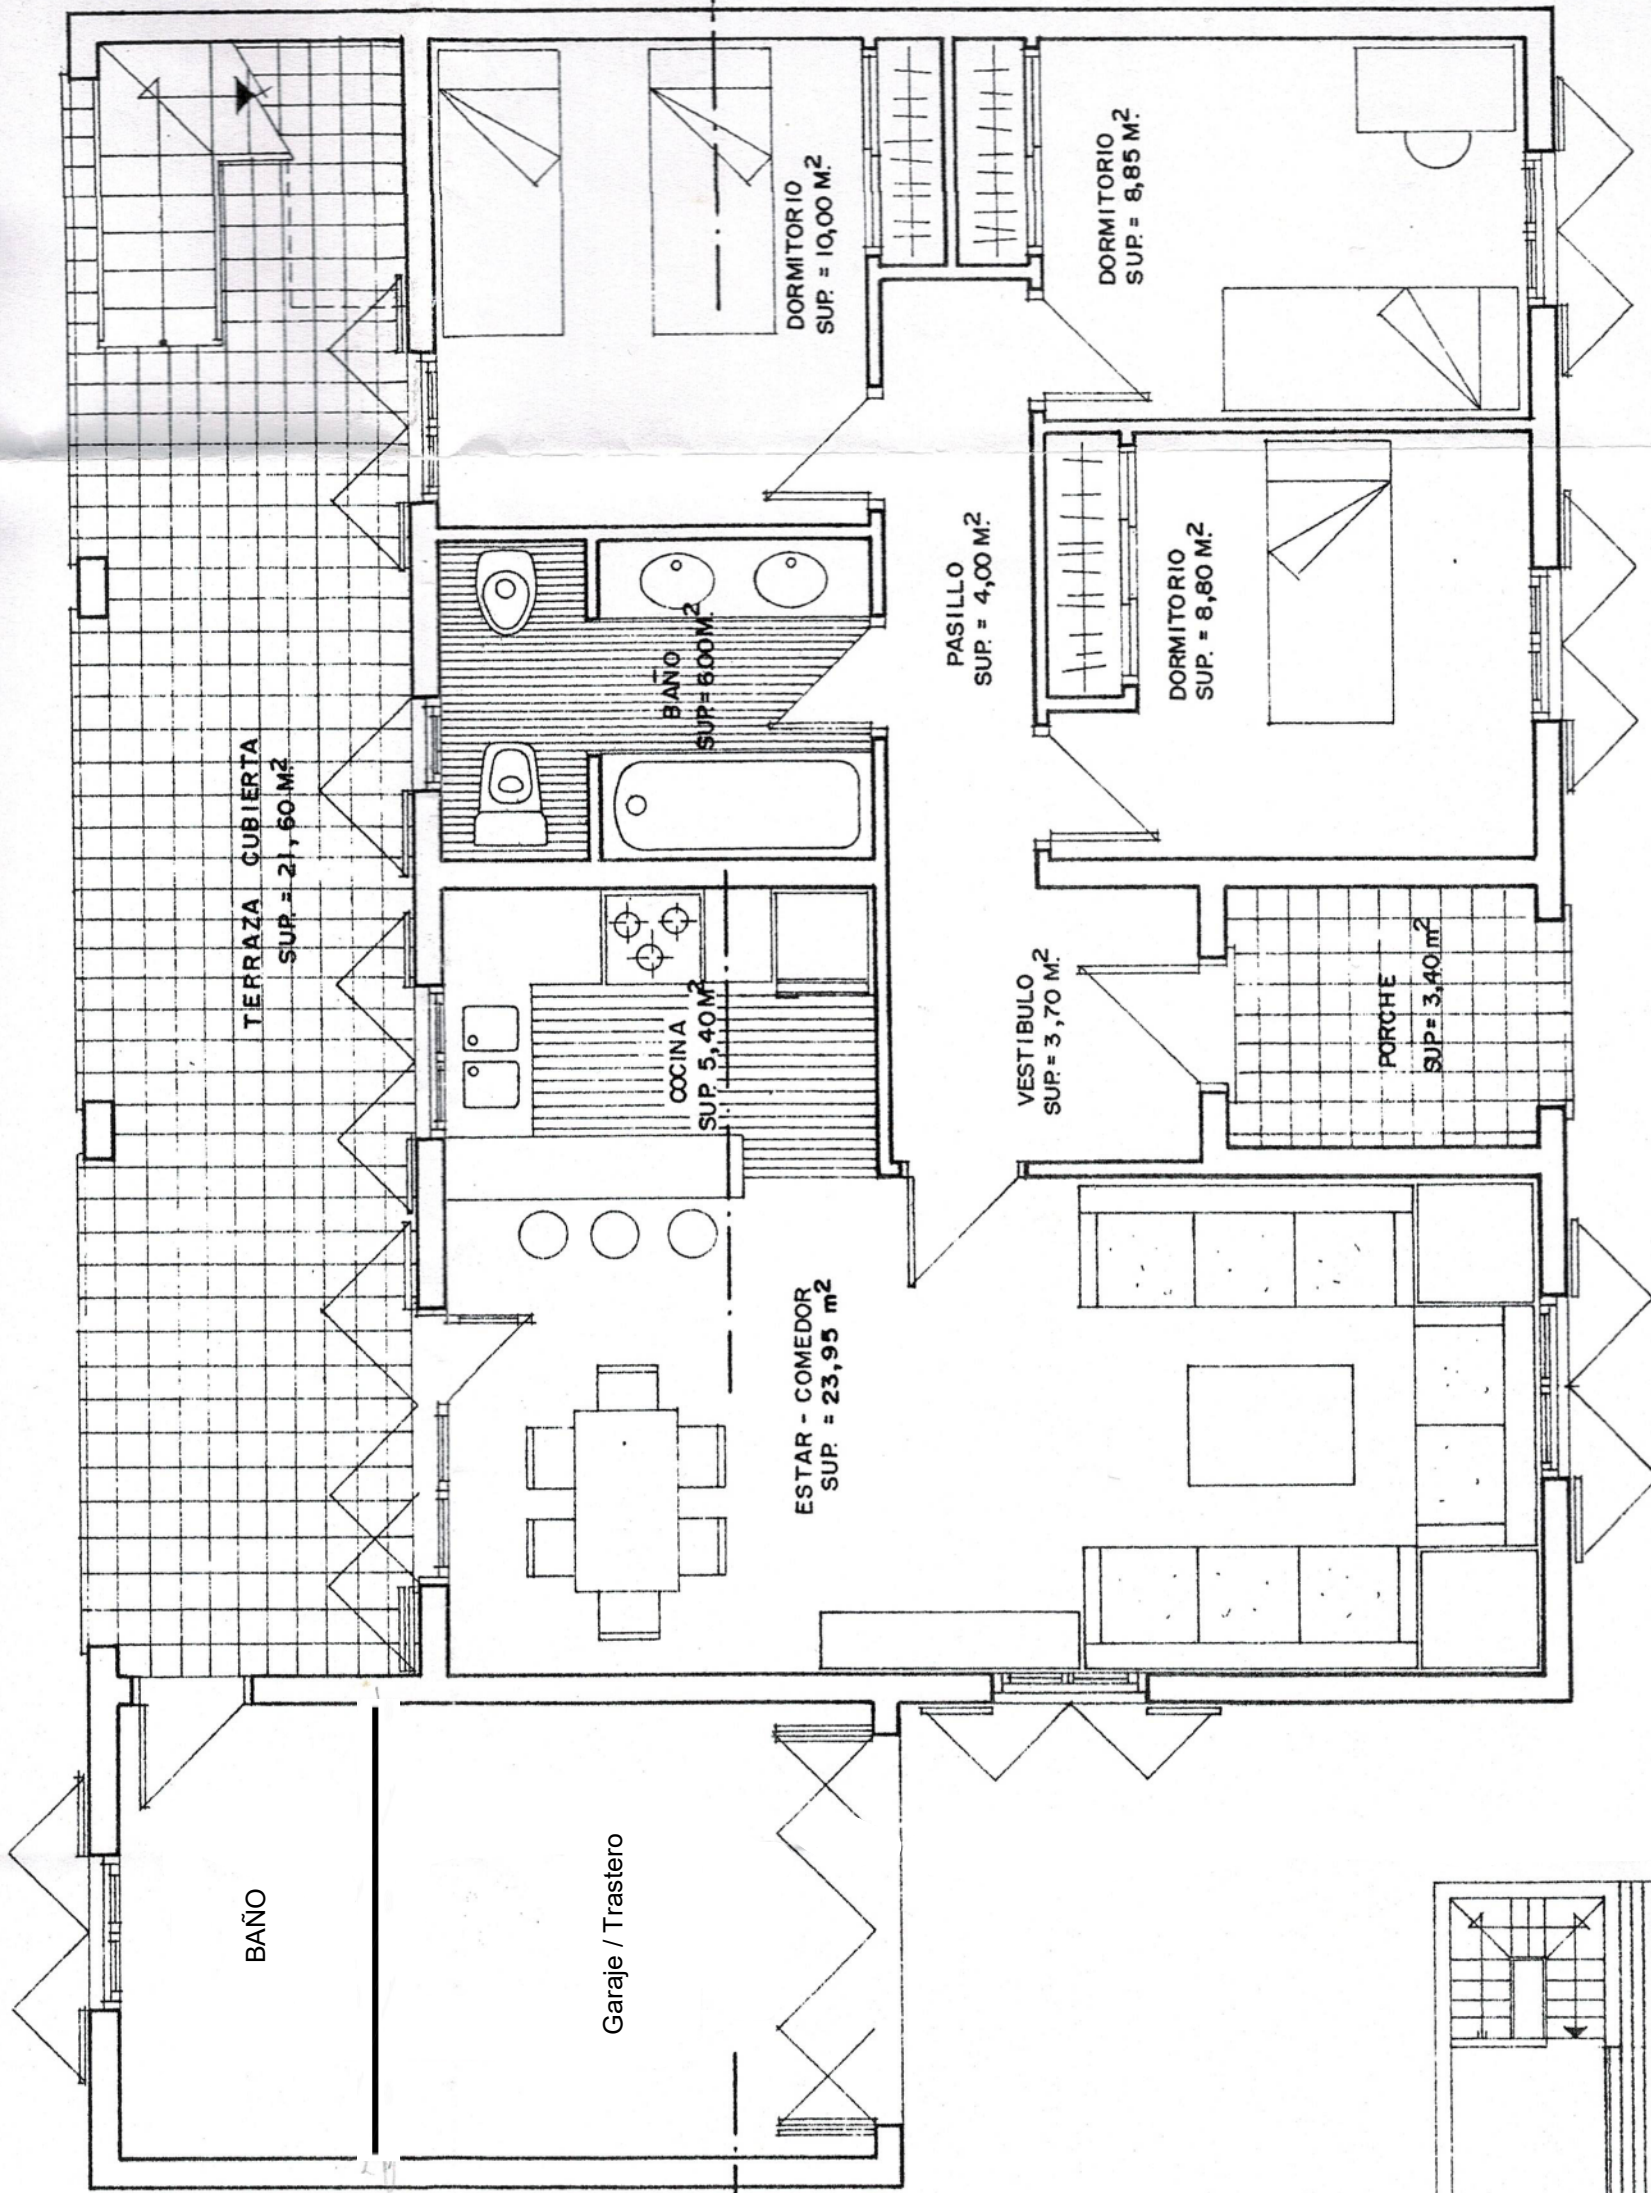 TERRAZA CUBIERTA
SUP. = 21,60 M.²
DORMITORIO
SUP. = 10,00 M.²
DORMITORIO
SUP. = 8,85 M.²
BAÑO
SUP.= 6.00M.²
PASILLO
SUP. = 4,00 M.²
DORMITORIO
SUP. = 8,80 M.²
COCINA
SUP. 5,40M.²
VESTIBULO
SUP. = 3,70 M.²
PORCHE
SUP= 3,40 m²
ESTAR - COMEDOR
SUP. = 23,95 m²
BAÑO
Garaje / Trastero